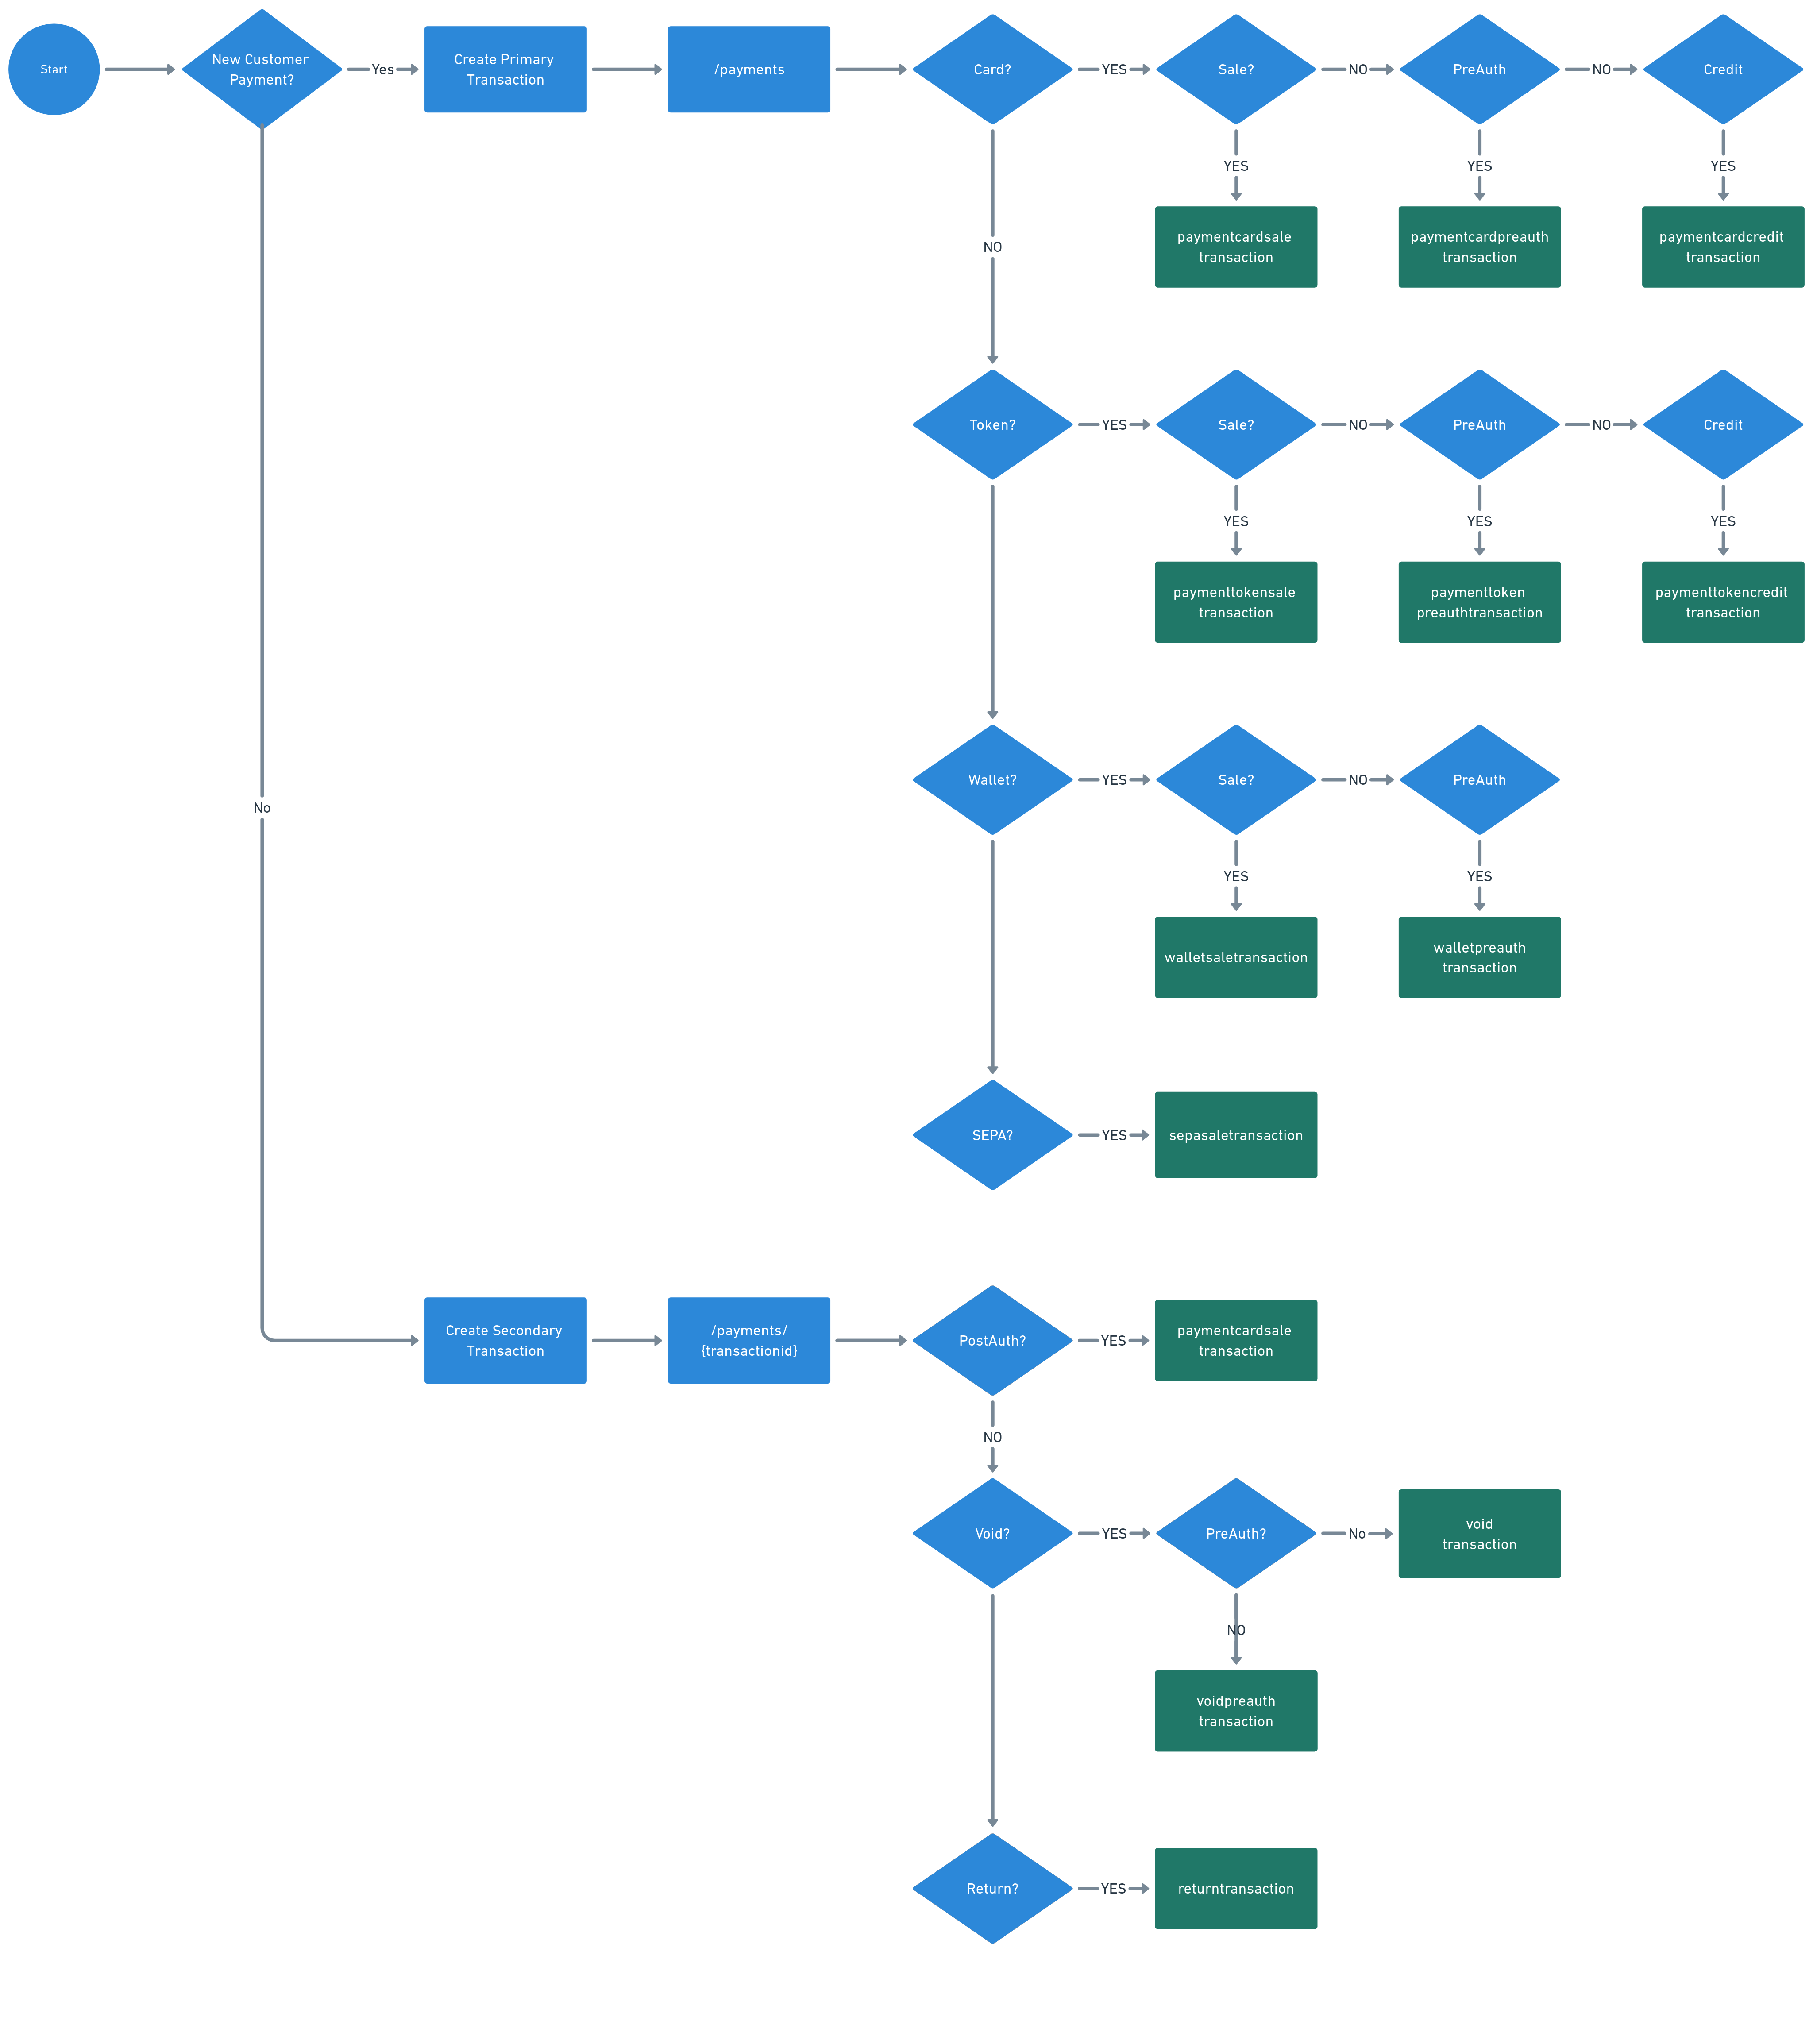 Start
New Customer
Payment?
Yes
Create Primary
Transaction
/payments
Card?
YES
Sale?
NO
PreAuth
NO
Credit
YES
YES
YES
paymentcardsale
transaction
paymentcardpreauth
transaction
paymentcardcredit
transaction
NO
Token?
YES
Sale?
NO
PreAuth
NO
Credit
YES
YES
YES
paymenttokensale
transaction
paymenttoken
preauthtransaction
paymenttokencredit
transaction
Wallet?
YES
Sale?
NO
PreAuth
No
YES
YES
walletsaletransaction
walletpreauth
transaction
SEPA?
YES
sepasaletransaction
Create Secondary
Transaction
/payments/
{transactionid}
PostAuth?
YES
paymentcardsale
transaction
NO
Void?
YES
PreAuth?
No
void
transaction
NO
voidpreauth
transaction
Return?
YES
returntransaction